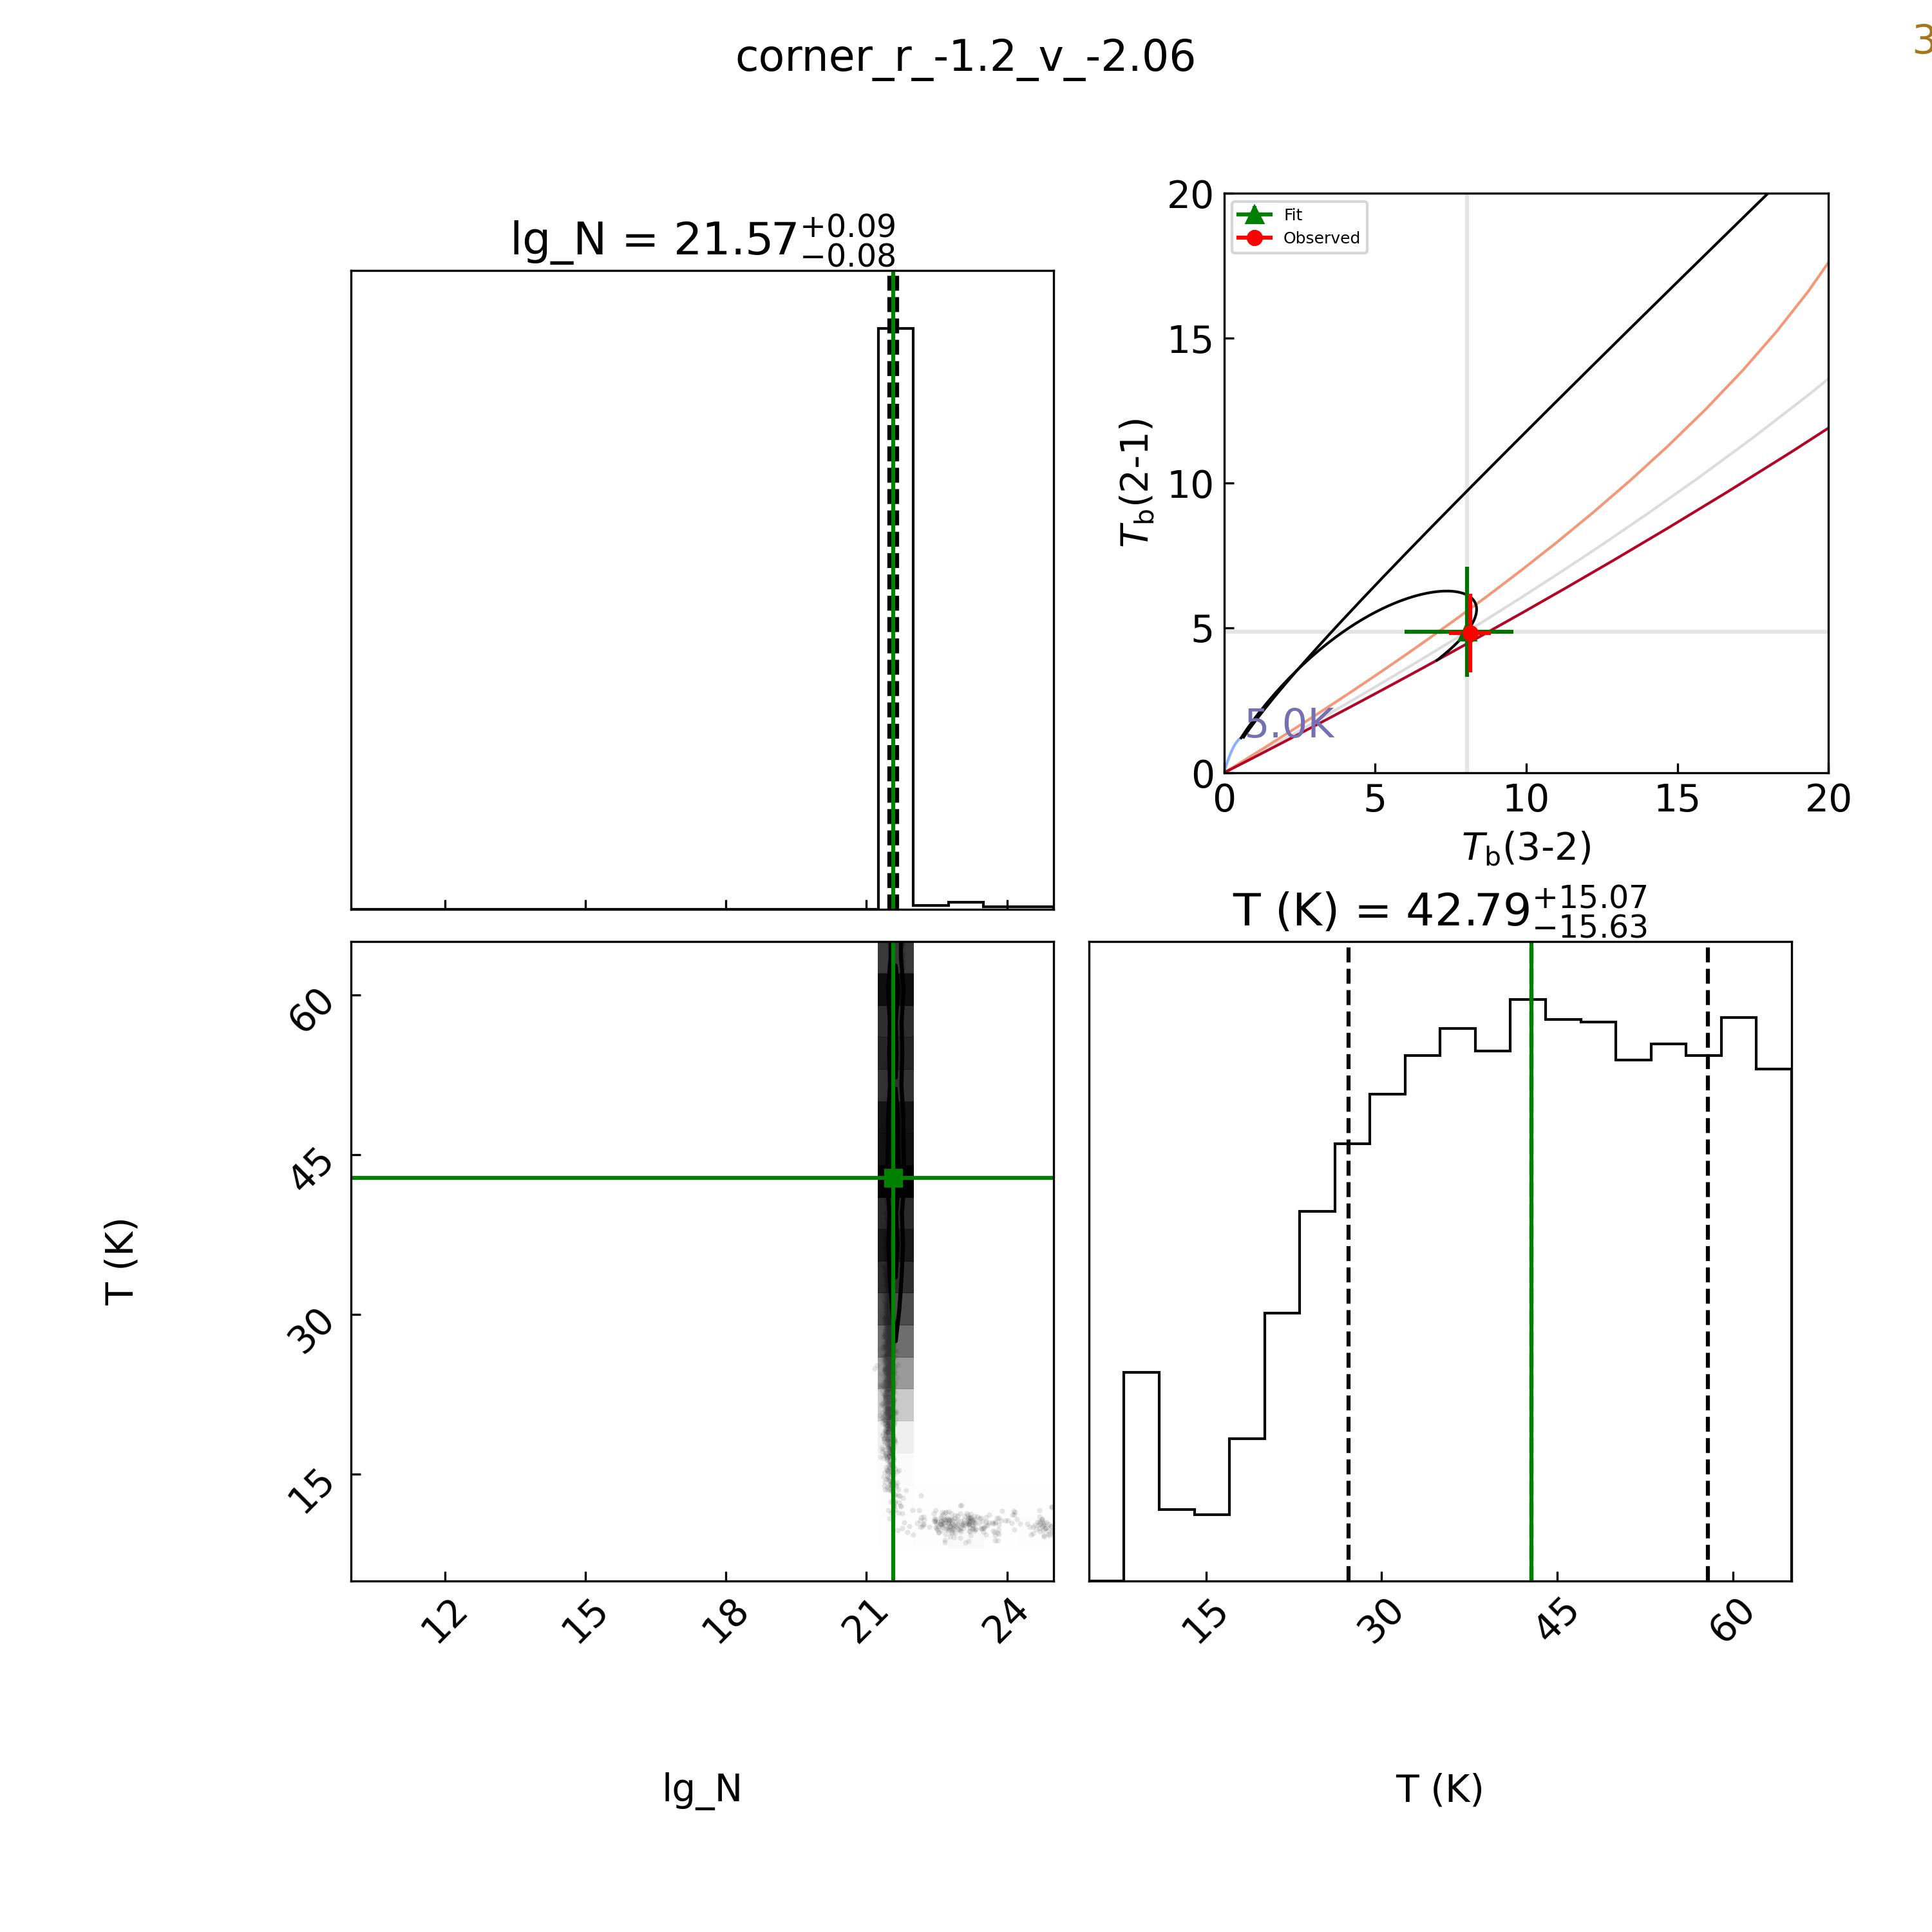 corner_r_-1.2_v_-2.06
3
lg_N = 21.57+0.09 −0.08
20
15
10
5
0
T_b(2-1)
Fit
Observed
5.0K
0 5 10 15 20
T_b(3-2)
T (K) = 42.79+15.07 −15.63
60
45
30
15
T (K)
12 15 18 21 24
lg_N
15 30 45 60
T (K)